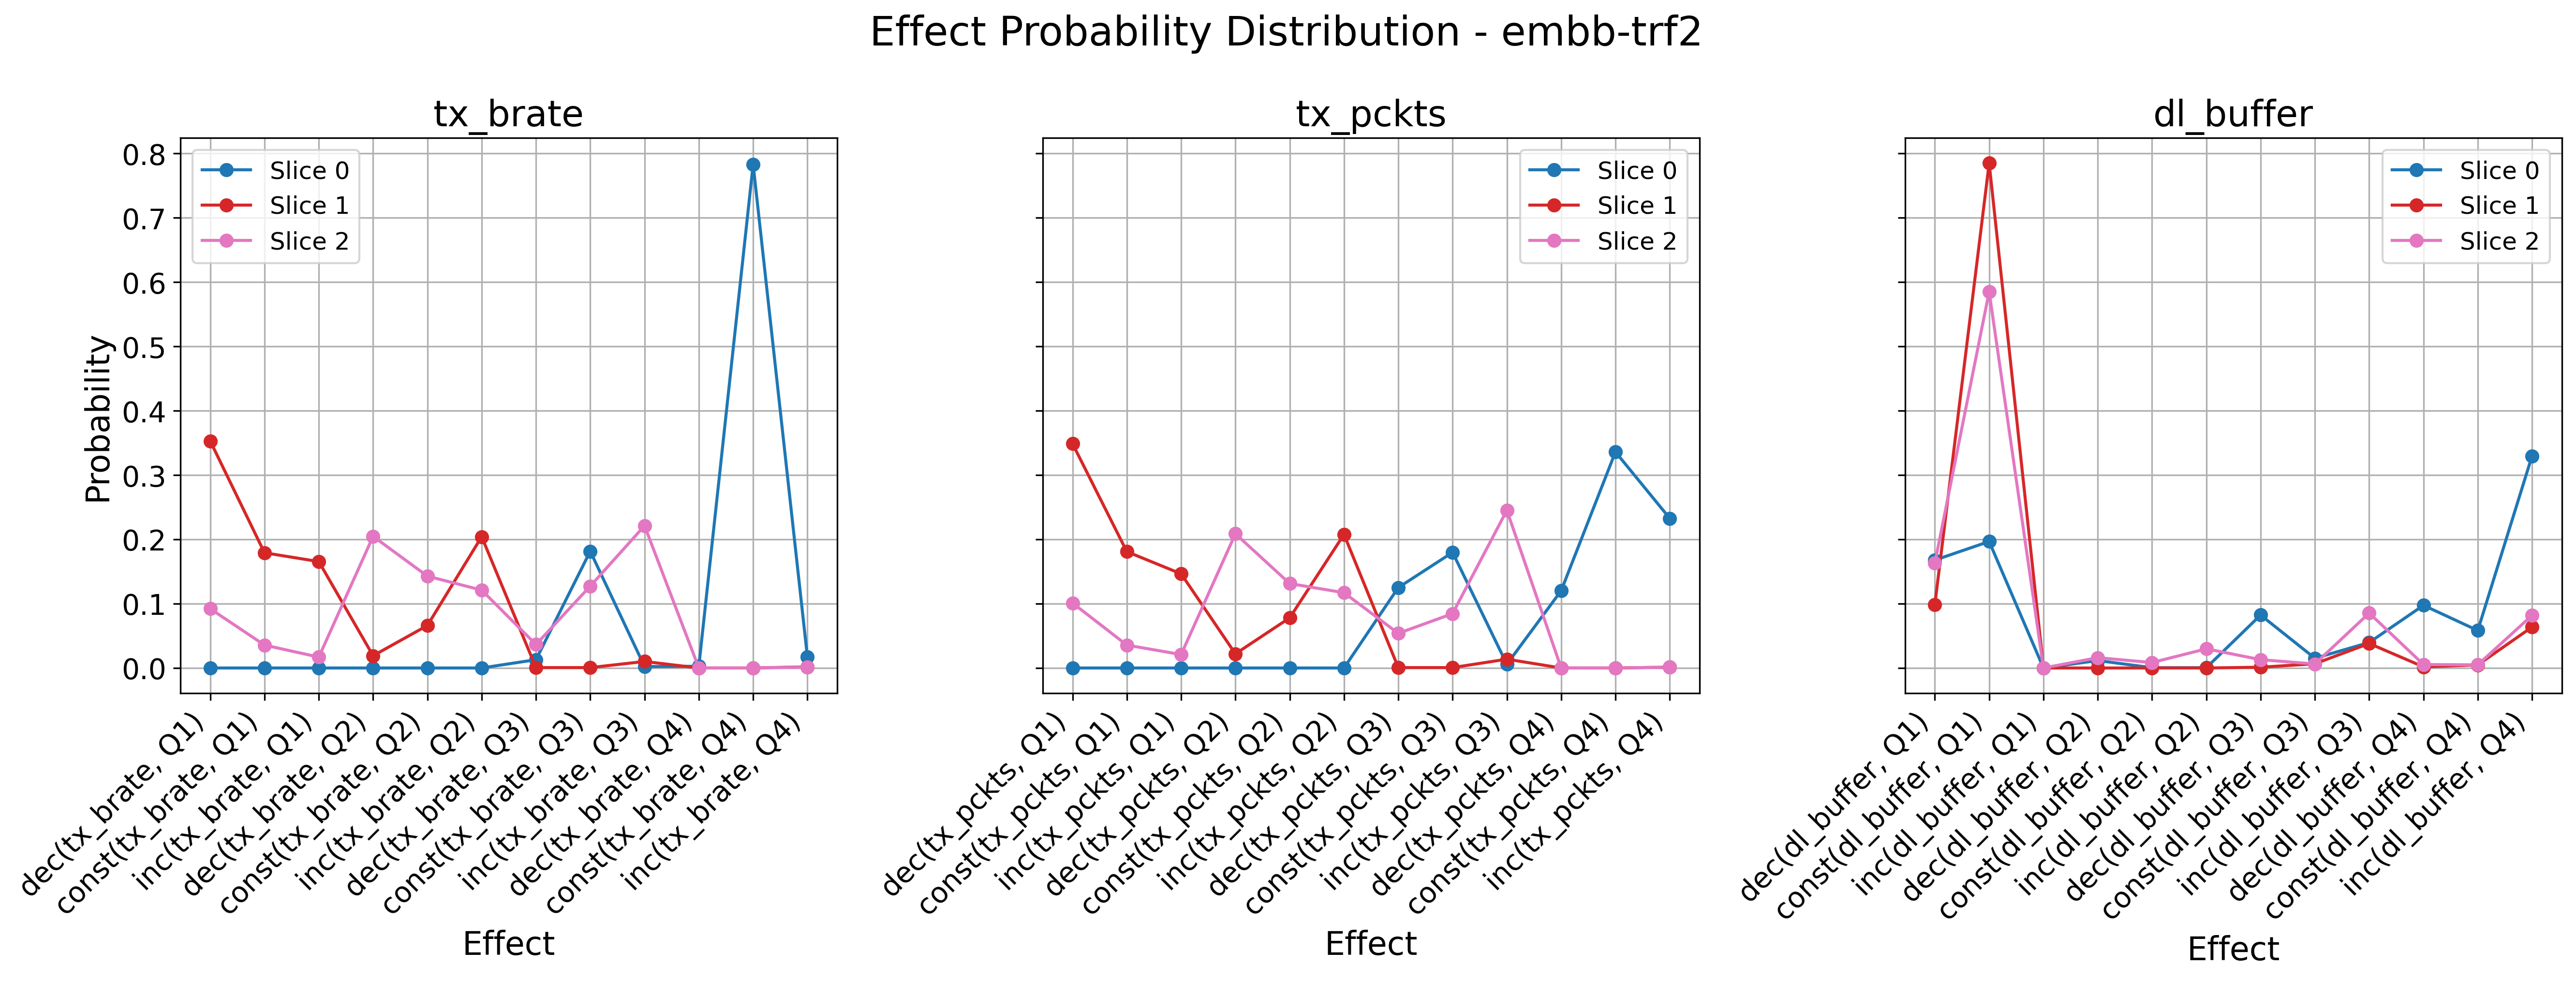 Effect Probability Distribution - embb-trf2
tx_brate
Probability
0.8
0.7
0.6
0.5
0.4
0.3
0.2
0.1
0.0
Slice 0
Slice 1
Slice 2
dec(tx_brate, Q1)
const(tx_brate, Q1)
inc(tx_brate, Q1)
dec(tx_brate, Q2)
const(tx_brate, Q2)
inc(tx_brate, Q2)
dec(tx_brate, Q3)
const(tx_brate, Q3)
inc(tx_brate, Q3)
dec(tx_brate, Q4)
const(tx_brate, Q4)
inc(tx_brate, Q4)
Effect
tx_pckts
Slice 0
Slice 1
Slice 2
dec(tx_pckts, Q1)
const(tx_pckts, Q1)
inc(tx_pckts, Q1)
dec(tx_pckts, Q2)
const(tx_pckts, Q2)
inc(tx_pckts, Q2)
dec(tx_pckts, Q3)
const(tx_pckts, Q3)
inc(tx_pckts, Q3)
dec(tx_pckts, Q4)
const(tx_pckts, Q4)
inc(tx_pckts, Q4)
Effect
dl_buffer
Slice 0
Slice 1
Slice 2
dec(dl_buffer, Q1)
const(dl_buffer, Q1)
inc(dl_buffer, Q1)
dec(dl_buffer, Q2)
const(dl_buffer, Q2)
inc(dl_buffer, Q2)
dec(dl_buffer, Q3)
const(dl_buffer, Q3)
inc(dl_buffer, Q3)
dec(dl_buffer, Q4)
const(dl_buffer, Q4)
inc(dl_buffer, Q4)
Effect